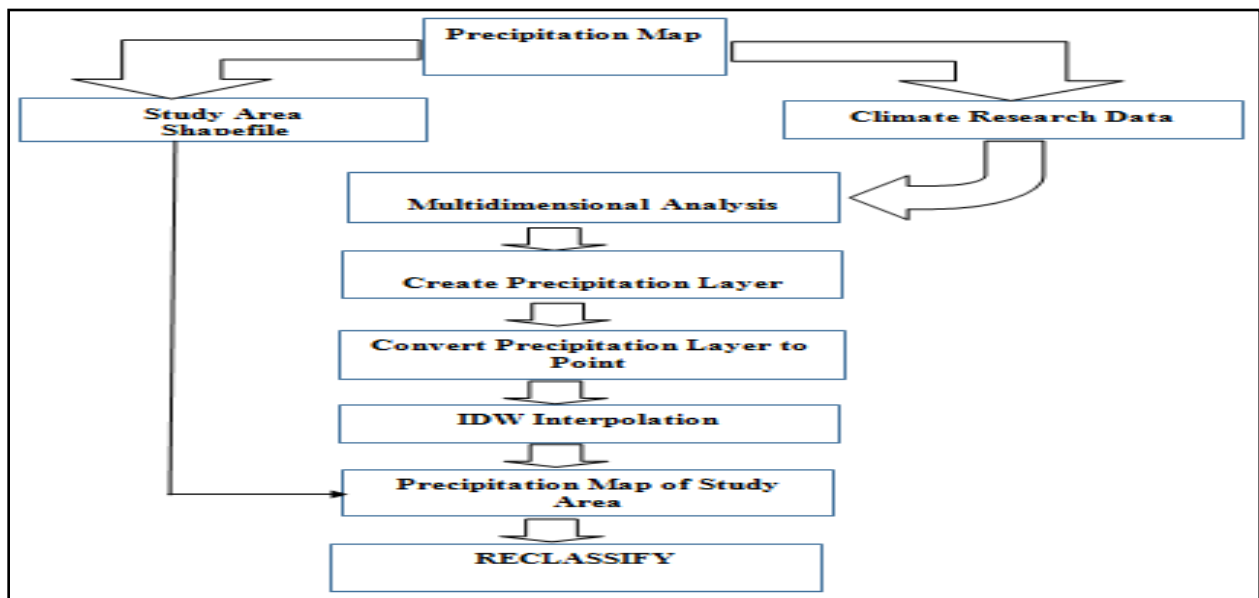 Precipitation Map
Study Area
Shapefile
Climate Research Data
Multidimensional Analysis
Create Precipitation Layer
Convert Precipitation Layer to
Point
IDW Interpolation
Precipitation Map of Study
Area
RECLASSIFY